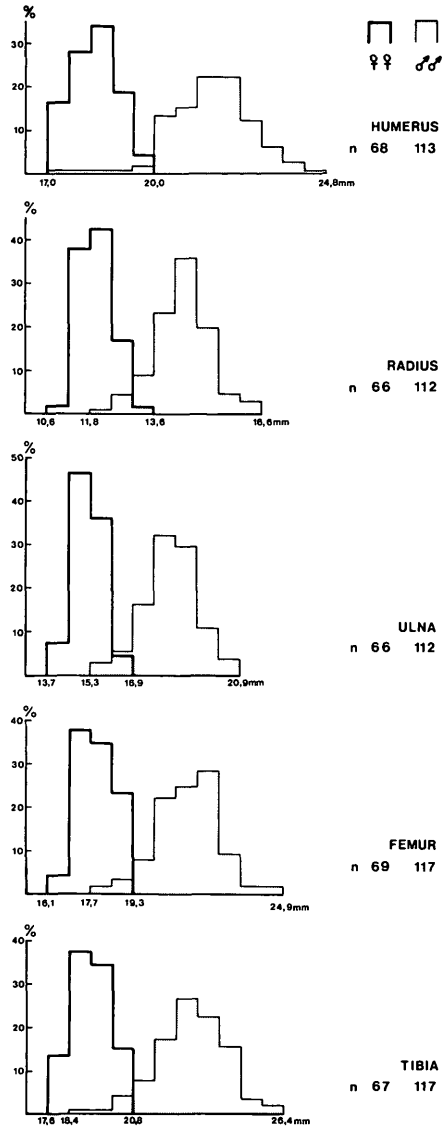 %
30
20
10
17,0 20,0 24,8mm
♀♀ ♂♂
HUMERUS
n 68 113
%
40
30
20
10
10,6 11,8 13,6 16,6mm
RADIUS
n 66 112
%
50
40
30
20
10
13,7 15,3 16,9 20,9mm
ULNA
n 66 112
%
40
30
20
10
16,1 17,7 19,3 24,9mm
FEMUR
n 69 117
%
40
30
20
10
17,6 18,4 20,8 26,4mm
TIBIA
n 67 117